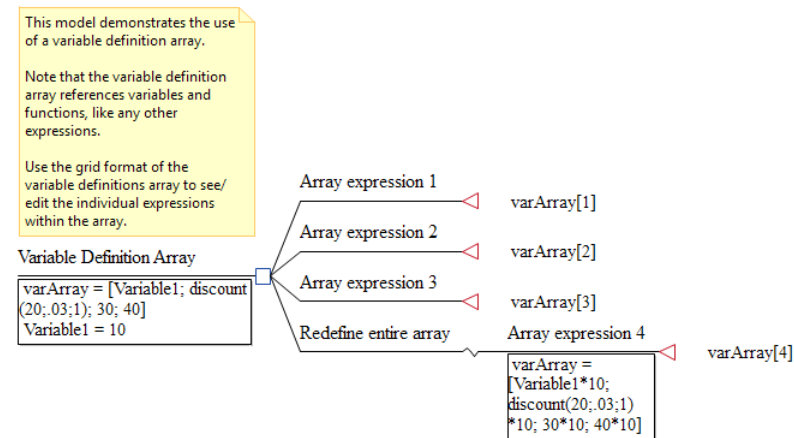 This model demonstrates the use
of a variable definition array.
Note that the variable definition
array references variables and
functions, like any other
expressions.
Use the grid format of the
variable definitions array to see/
edit the individual expressions
within the array.
Variable Definition Array
varArray = [Variable1; discount
(20;.03;1); 30; 40]
Variable1 = 10
Array expression 1
varArray[1]
Array expression 2
varArray[2]
Array expression 3
varArray[3]
Redefine entire array
Array expression 4
varArray[4]
varArray =
[Variable1*10;
discount(20;.03;1)
*10; 30*10; 40*10]